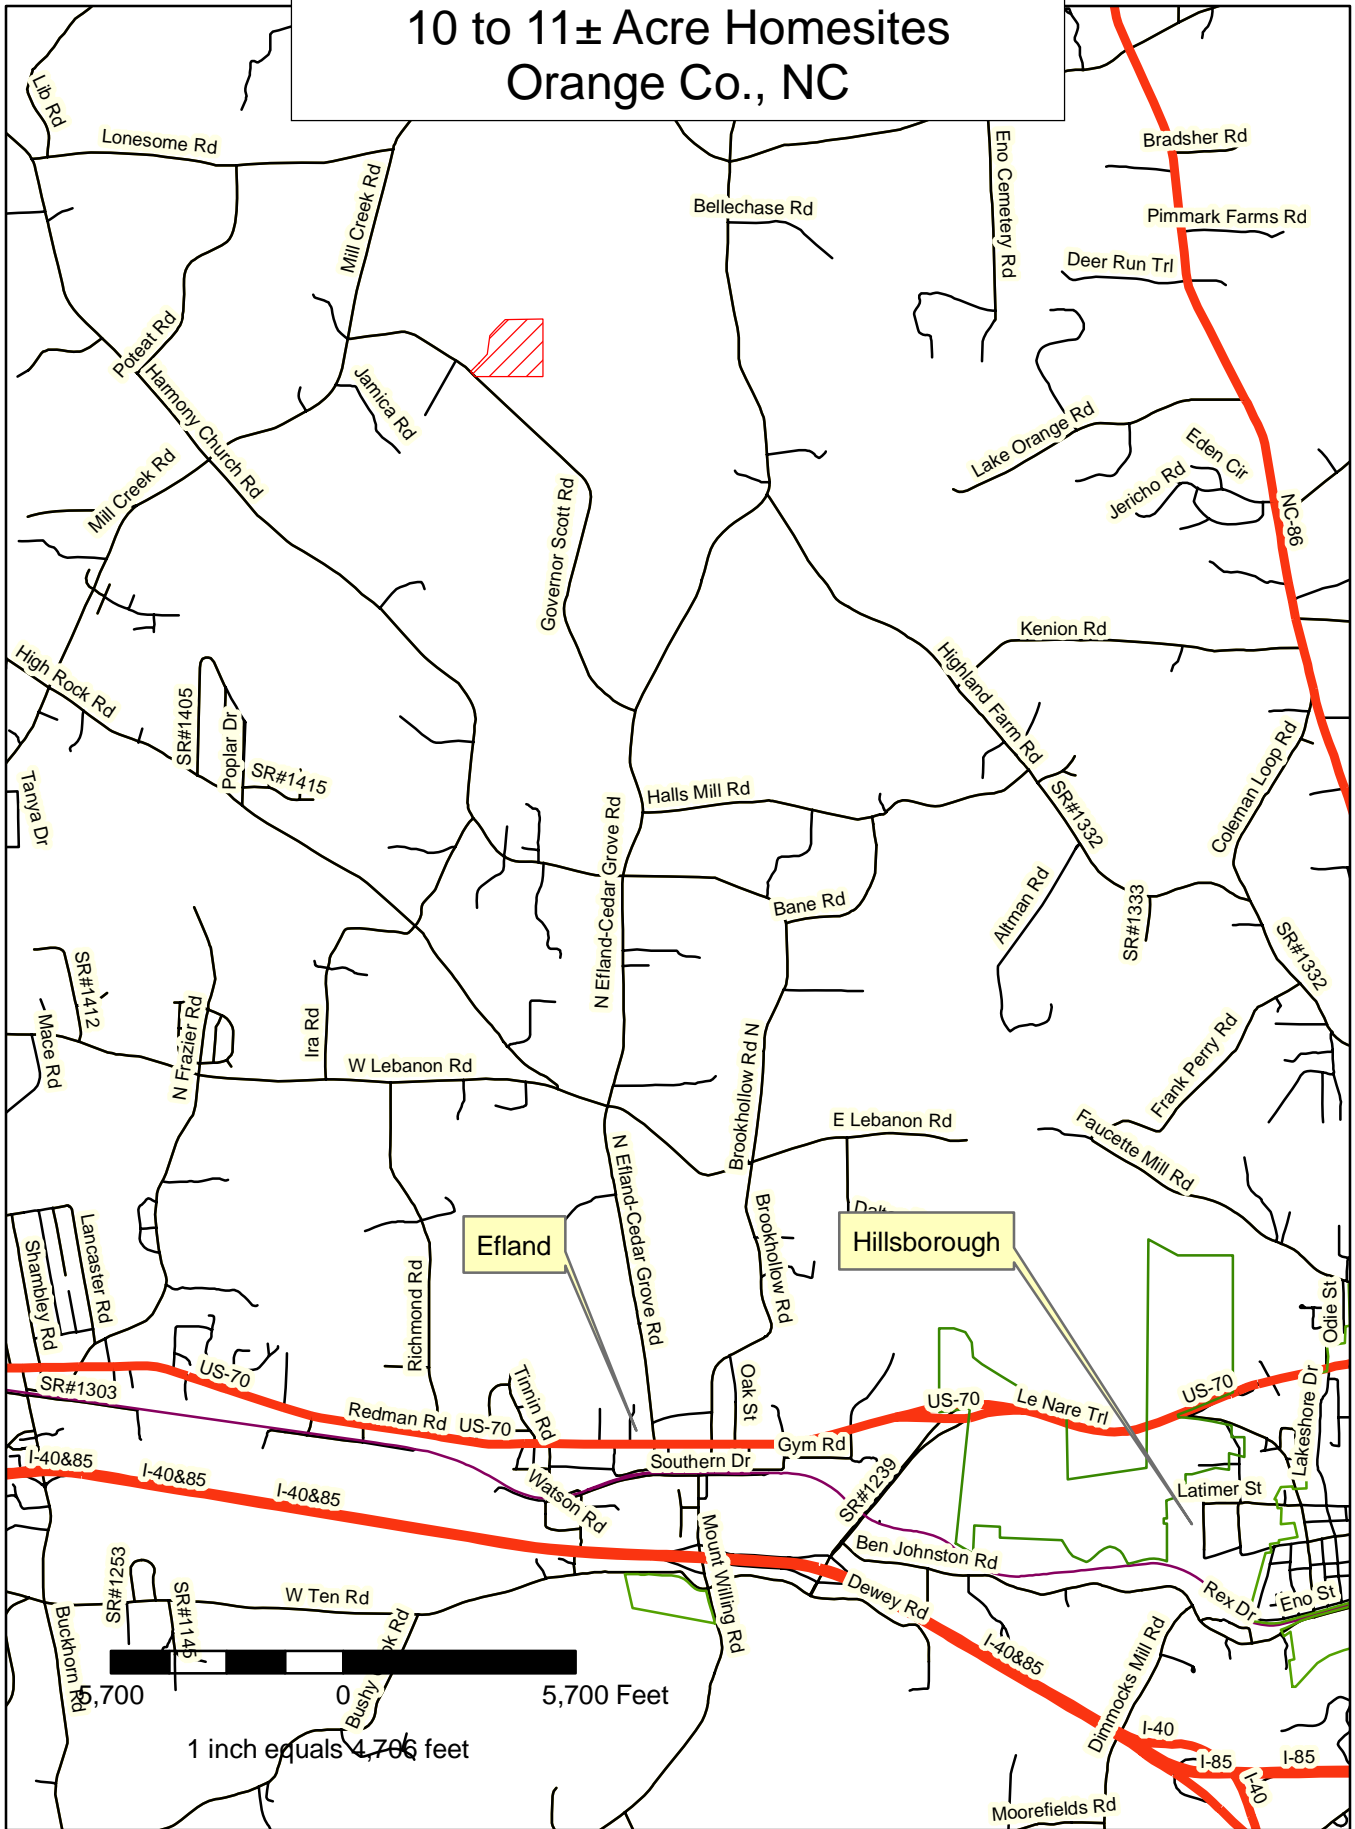 10 to 11± Acre Homesites
Orange Co., NC
Lib Rd
Lonesome Rd
Mill Creek Rd
Bellechase Rd
Eno Cemetery Rd
Bradsher Rd
Pimmark Farms Rd
Deer Run Trl
Poteat Rd
Harmony Church Rd
Jamica Rd
Mill Creek Rd
Lake Orange Rd
Eden Cir
Jericho Rd
NC-86
Governor Scott Rd
Kenion Rd
High Rock Rd
SR#1405
Poplar Dr
SR#1415
Highland Farm Rd
Coleman Loop Rd
Tanya Dr
Halls Mill Rd
SR#1332
N Efland-Cedar Grove Rd
Bane Rd
Altman Rd
SR#1333
SR#1332
SR#1412
Mace Rd
N Frazier Rd
Ira Rd
W Lebanon Rd
Brookhollow Rd N
Frank Perry Rd
E Lebanon Rd
Faucette Mill Rd
N Efland-Cedar Grove Rd
Brookhollow Rd
Efland
Hillsborough
Lancaster Rd
Shambley Rd
Richmond Rd
Odie St
US-70
SR#1303
Redman Rd
US-70
Tinnin Rd
Oak St
US-70
Le Nare Trl
US-70
Lakeshore Dr
Gym Rd
Southern Dr
I-40&85
I-40&85
I-40&85
Watson Rd
SR#1239
Latimer St
Mount Willing Rd
Ben Johnston Rd
SR#1253
SR#1145
W Ten Rd
Dewey Rd
Rex Dr
Eno St
Buckhorn Rd
I-40&85
Dimmocks Mill Rd
5,700 0 5,700 Feet
1 inch equals 4,706 feet
I-40
I-85
I-85
I-40
Moorefields Rd